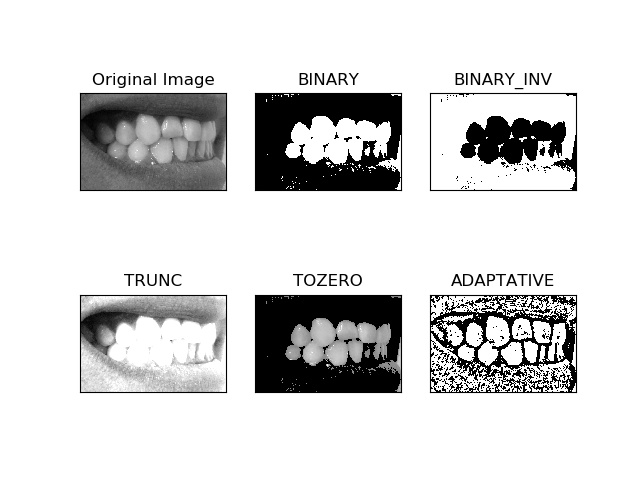 Original Image
BINARY
BINARY_INV
TRUNC
TOZERO
ADAPTATIVE